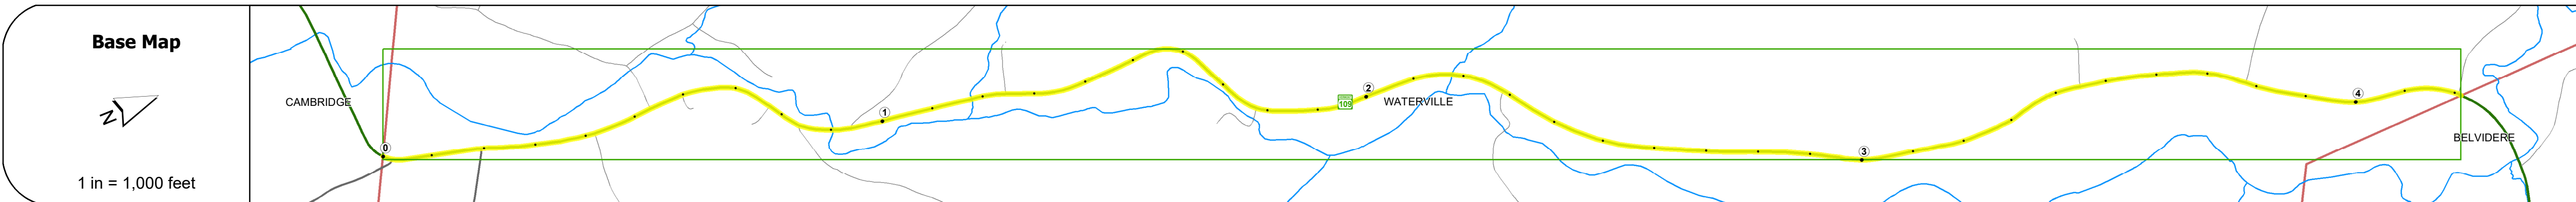 Base Map
N
1 in = 1,000 feet
CAMBRIDGE
0
1
109
2
WATERVILLE
3
4
BELVIDERE